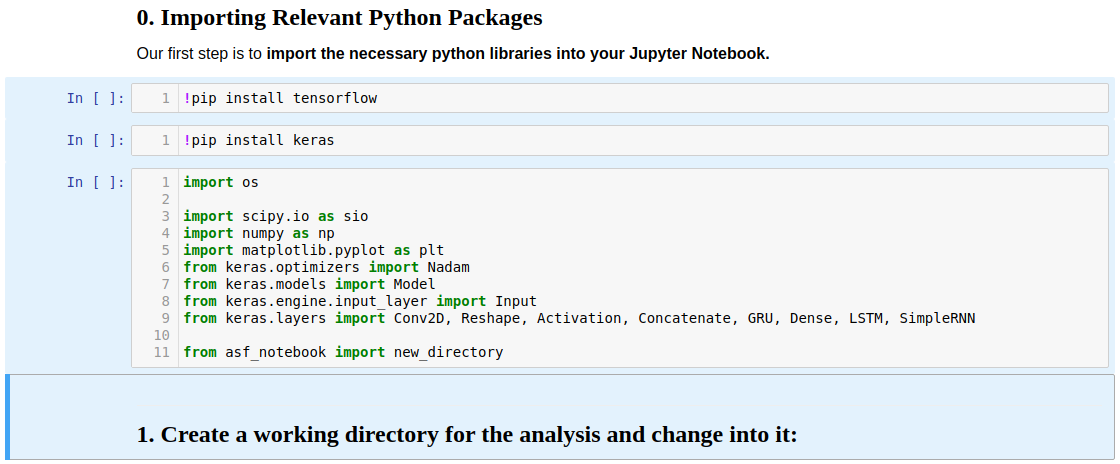 0. Importing Relevant Python Packages
Our first step is to import the necessary python libraries into your Jupyter Notebook.
In [ ]: 1 !pip install tensorflow
In [ ]: 1 !pip install keras
In [ ]: 1 import os
2
3 import scipy.io as sio
4 import numpy as np
5 import matplotlib.pyplot as plt
6 from keras.optimizers import Nadam
7 from keras.models import Model
8 from keras.engine.input_layer import Input
9 from keras.layers import Conv2D, Reshape, Activation, Concatenate, GRU, Dense, LSTM, SimpleRNN
10
11 from asf_notebook import new_directory
1. Create a working directory for the analysis and change into it: